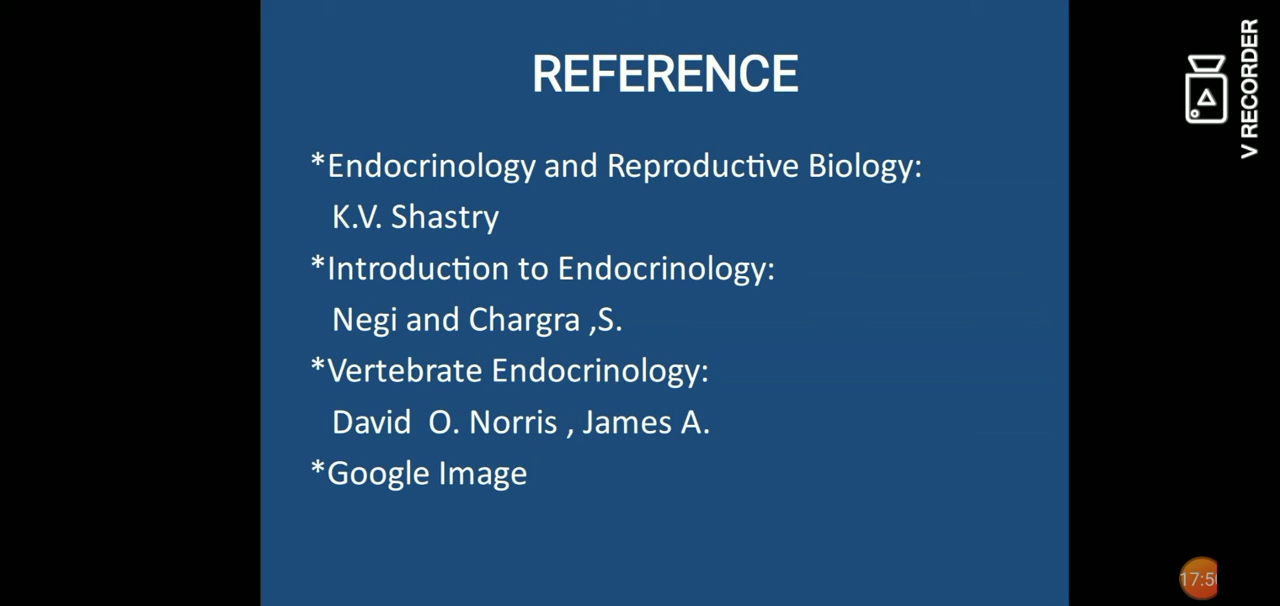 REFERENCE
*Endocrinology and Reproductive Biology:
K.V. Shastry
*Introduction to Endocrinology:
Negi and Chargra ,S.
*Vertebrate Endocrinology:
David O. Norris , James A.
*Google Image
V RECORDER